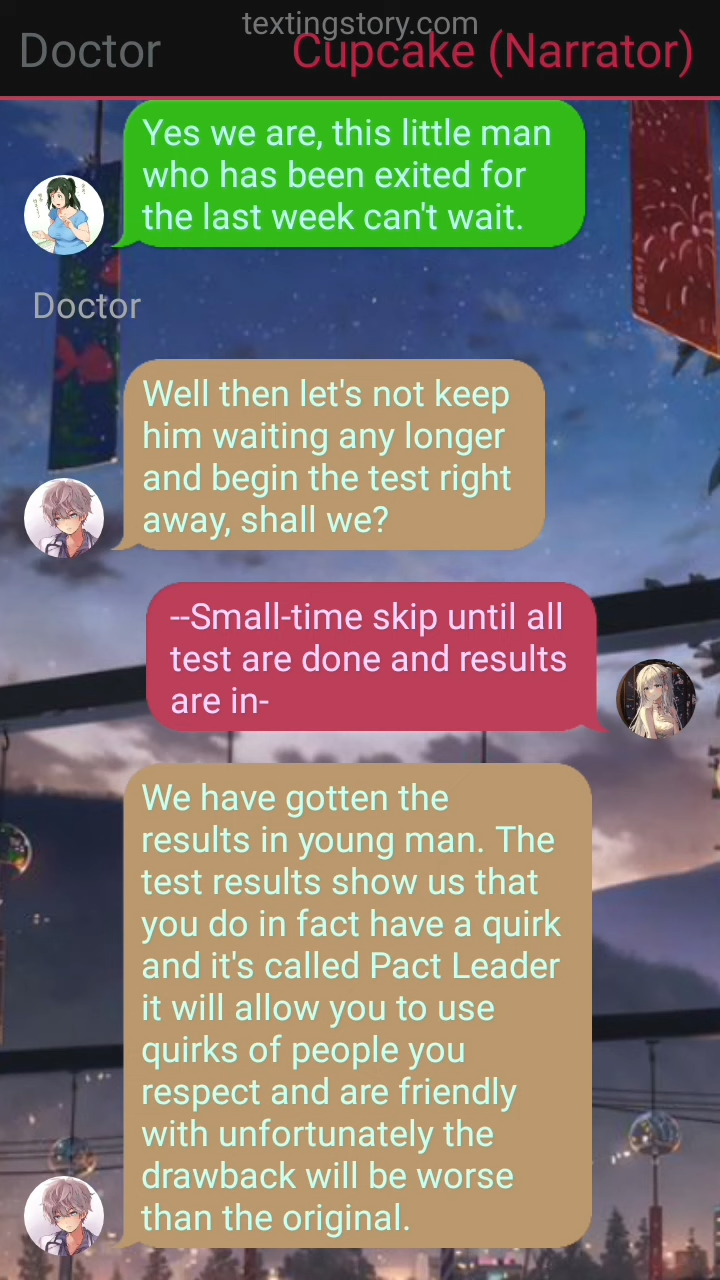 textingstory.com
Doctor
Cupcake (Narrator)
Yes we are, this little man
who has been exited for
the last week can't wait.
Doctor
Well then let's not keep
him waiting any longer
and begin the test right
away, shall we?
--Small-time skip until all
test are done and results
are in-
We have gotten the
results in young man. The
test results show us that
you do in fact have a quirk
and it's called Pact Leader
it will allow you to use
quirks of people you
respect and are friendly
with unfortunately the
drawback will be worse
than the original.